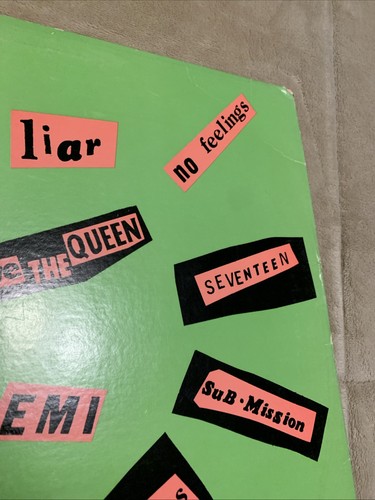 liar
no feelings
THE QUEEN
SEVENTEEN
EMI
SuB·Mission